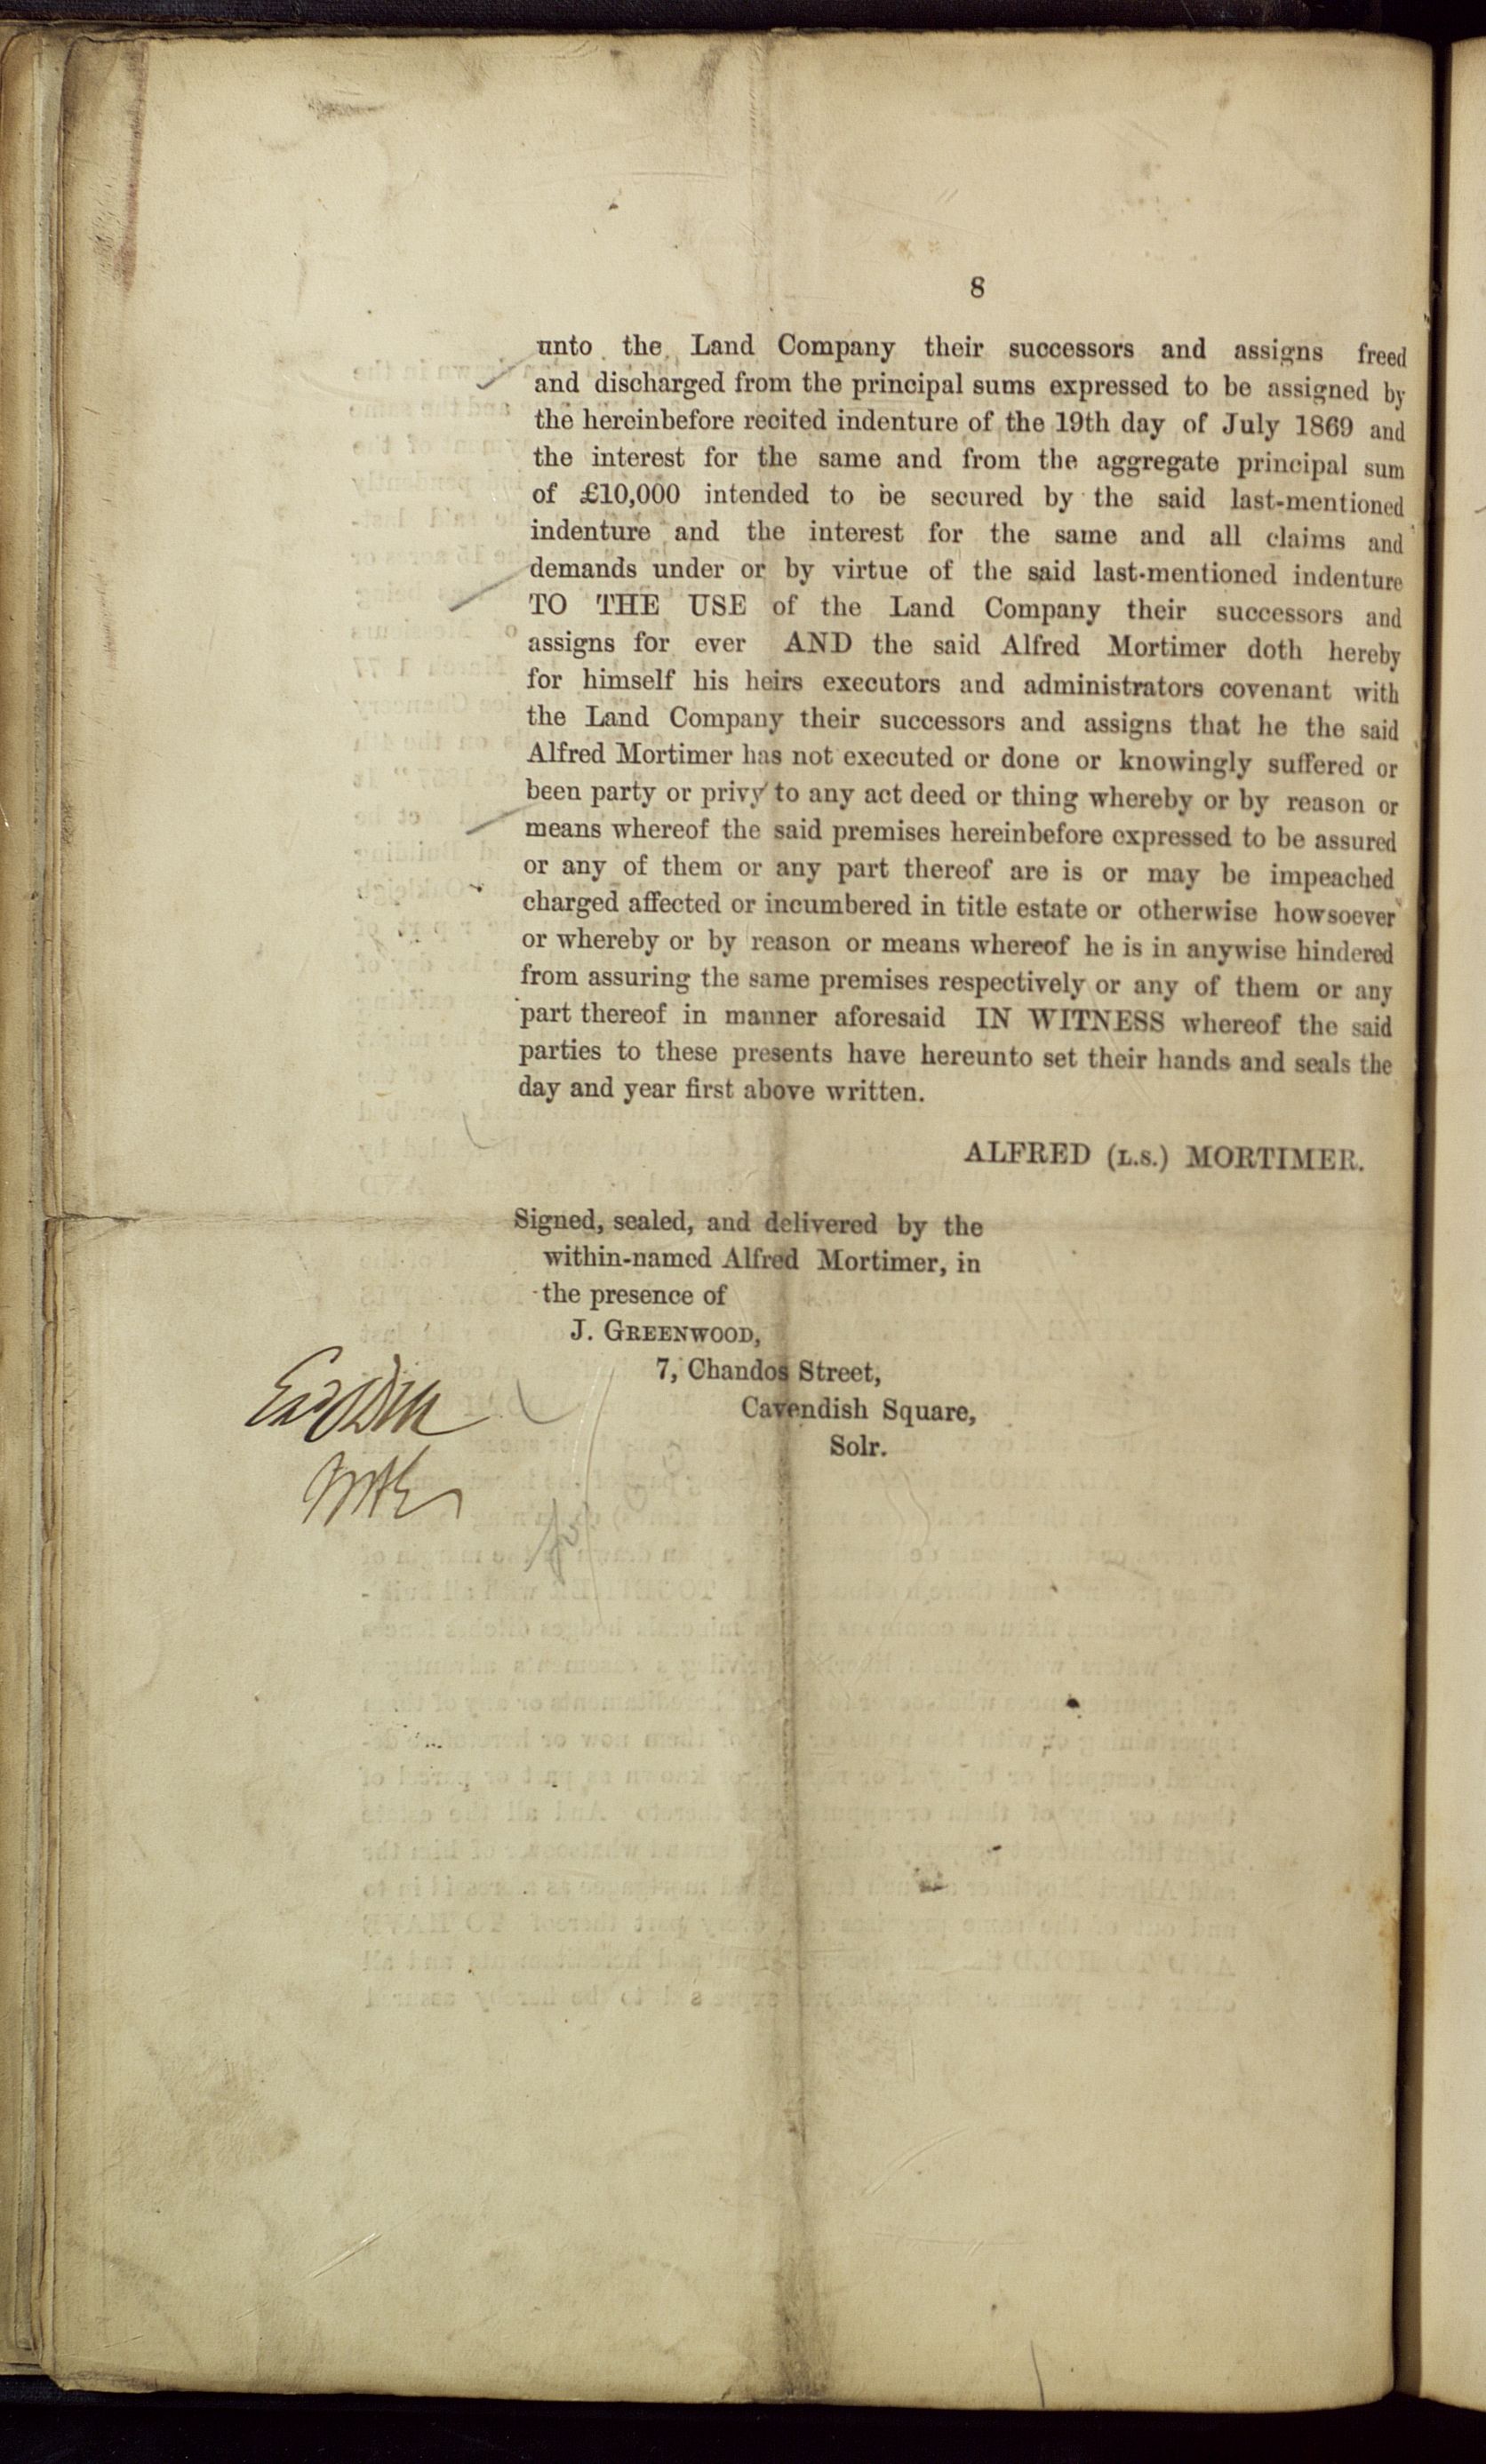 8
unto the Land Company their successors and assigns freed
and discharged from the principal sums expressed to be assigned by
the hereinbefore recited indenture of the 19th day of July 1869 and
the interest for the same and from the aggregate principal sum
of £10,000 intended to be secured by the said last-mentioned
indenture and the interest for the same and all claims and
demands under or by virtue of the said last-mentioned indenture
TO THE USE of the Land Company their successors and
assigns for ever AND the said Alfred Mortimer doth hereby
for himself his heirs executors and administrators covenant with
the Land Company their successors and assigns that he the said
Alfred Mortimer has not executed or done or knowingly suffered or
been party or privy to any act deed or thing whereby or by reason or
means whereof the said premises hereinbefore expressed to be assured
or any of them or any part thereof are is or may be impeached
charged affected or incumbered in title estate or otherwise howsoever
or whereby or by reason or means whereof he is in anywise hindered
from assuring the same premises respectively or any of them or any
part thereof in manner aforesaid IN WITNESS whereof the said
parties to these presents have hereunto set their hands and seals the
day and year first above written.
ALFRED (L.S.) MORTIMER.
Signed, sealed, and delivered by the
within-named Alfred Mortimer, in
the presence of
J. GREENWOOD,
7, Chandos Street,
Cavendish Square,
Solr.